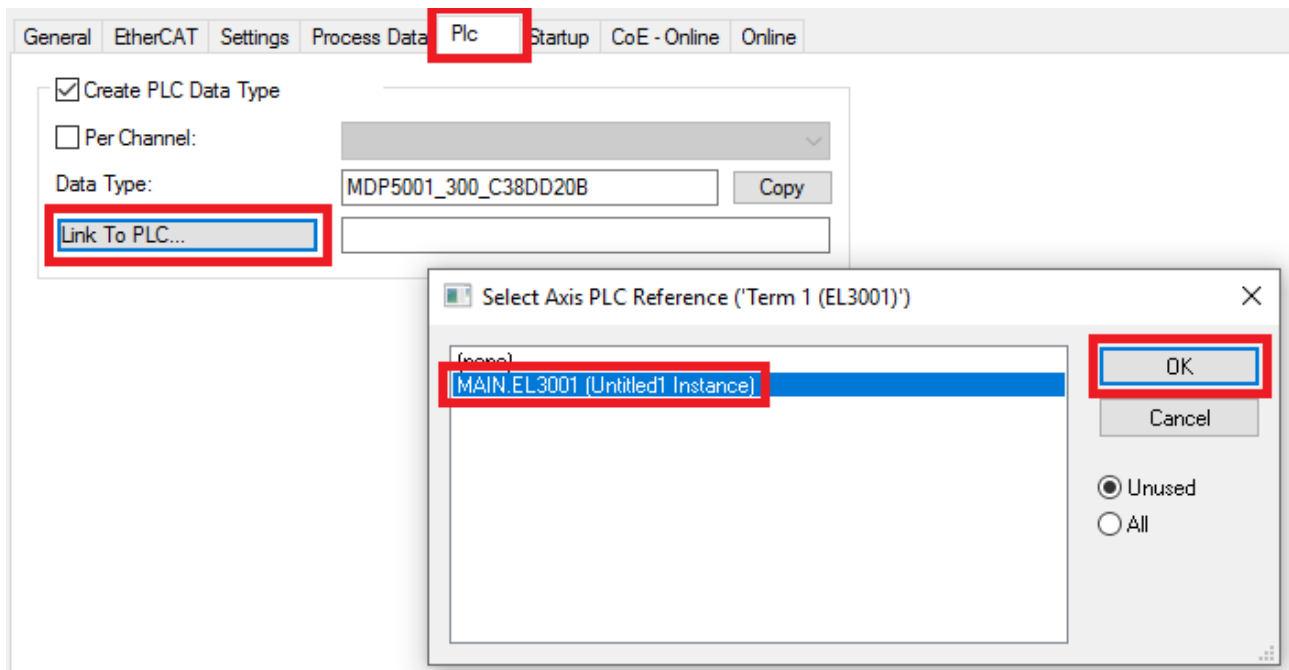 General EtherCAT Settings Process Data Plc Startup CoE - Online Online
Create PLC Data Type
Per Channel:
Data Type: MDP5001_300_C38DD20B Copy
Link To PLC...
Select Axis PLC Reference ('Term 1 (EL3001)')
(none)
MAIN.EL3001 (Untitled1 Instance)
OK
Cancel
Unused
All